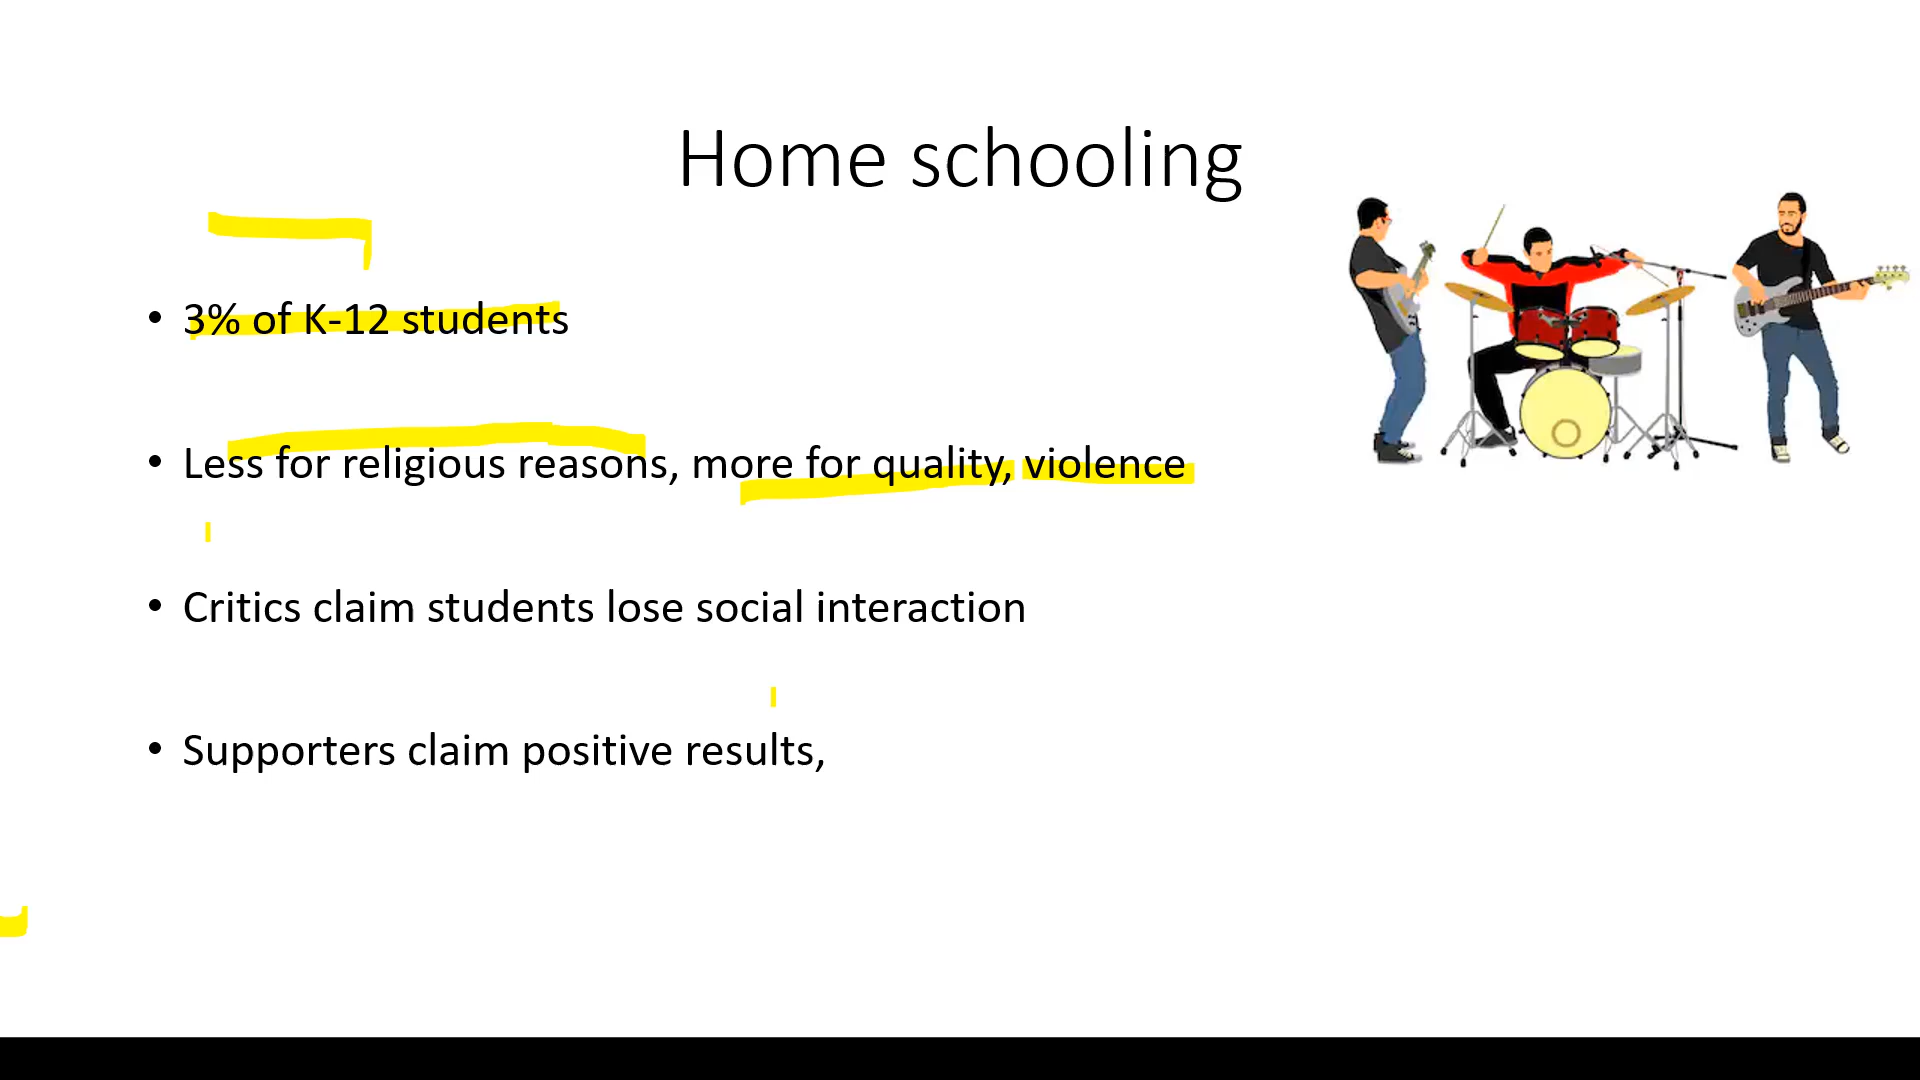 Home schooling
• 3% of K-12 students
• Less for religious reasons, more for quality, violence
• Critics claim students lose social interaction
• Supporters claim positive results,